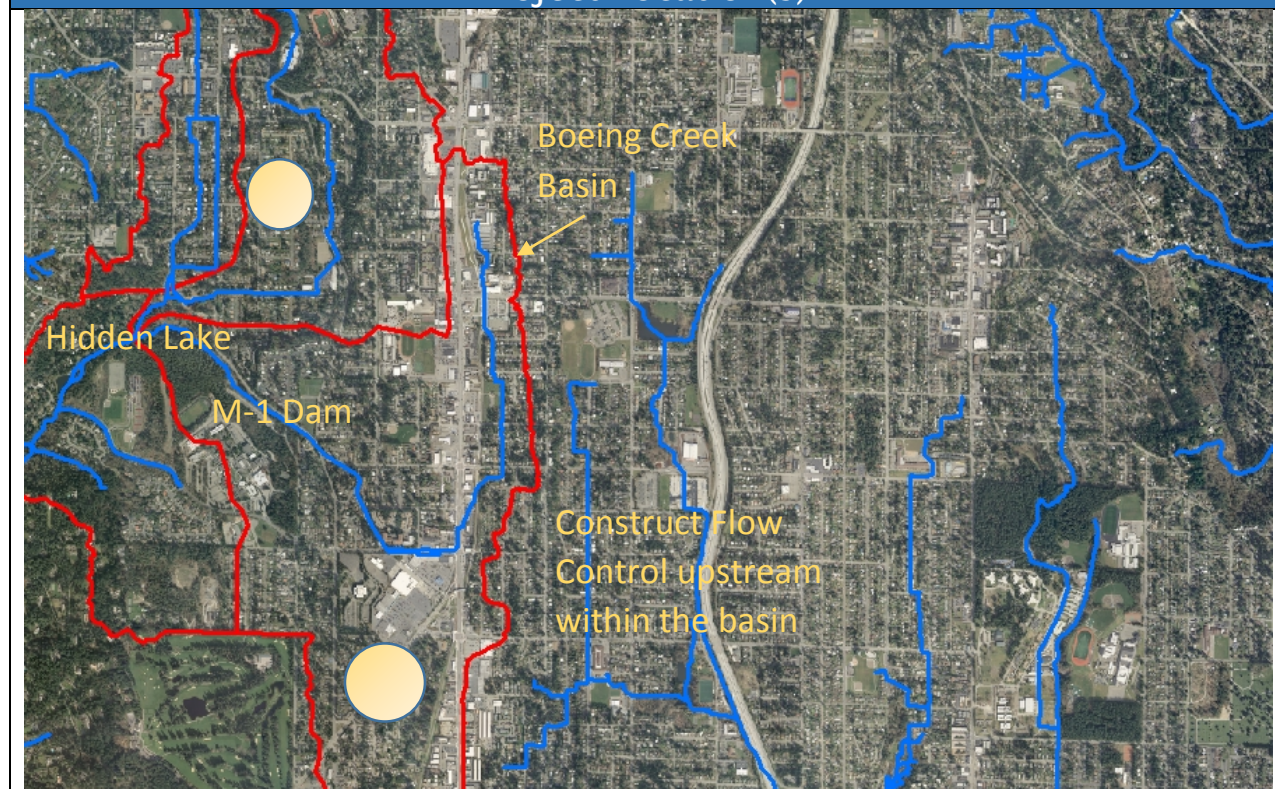 Boeing Creek
Basin
Hidden Lake
M-1 Dam
Construct Flow
Control upstream
within the basin